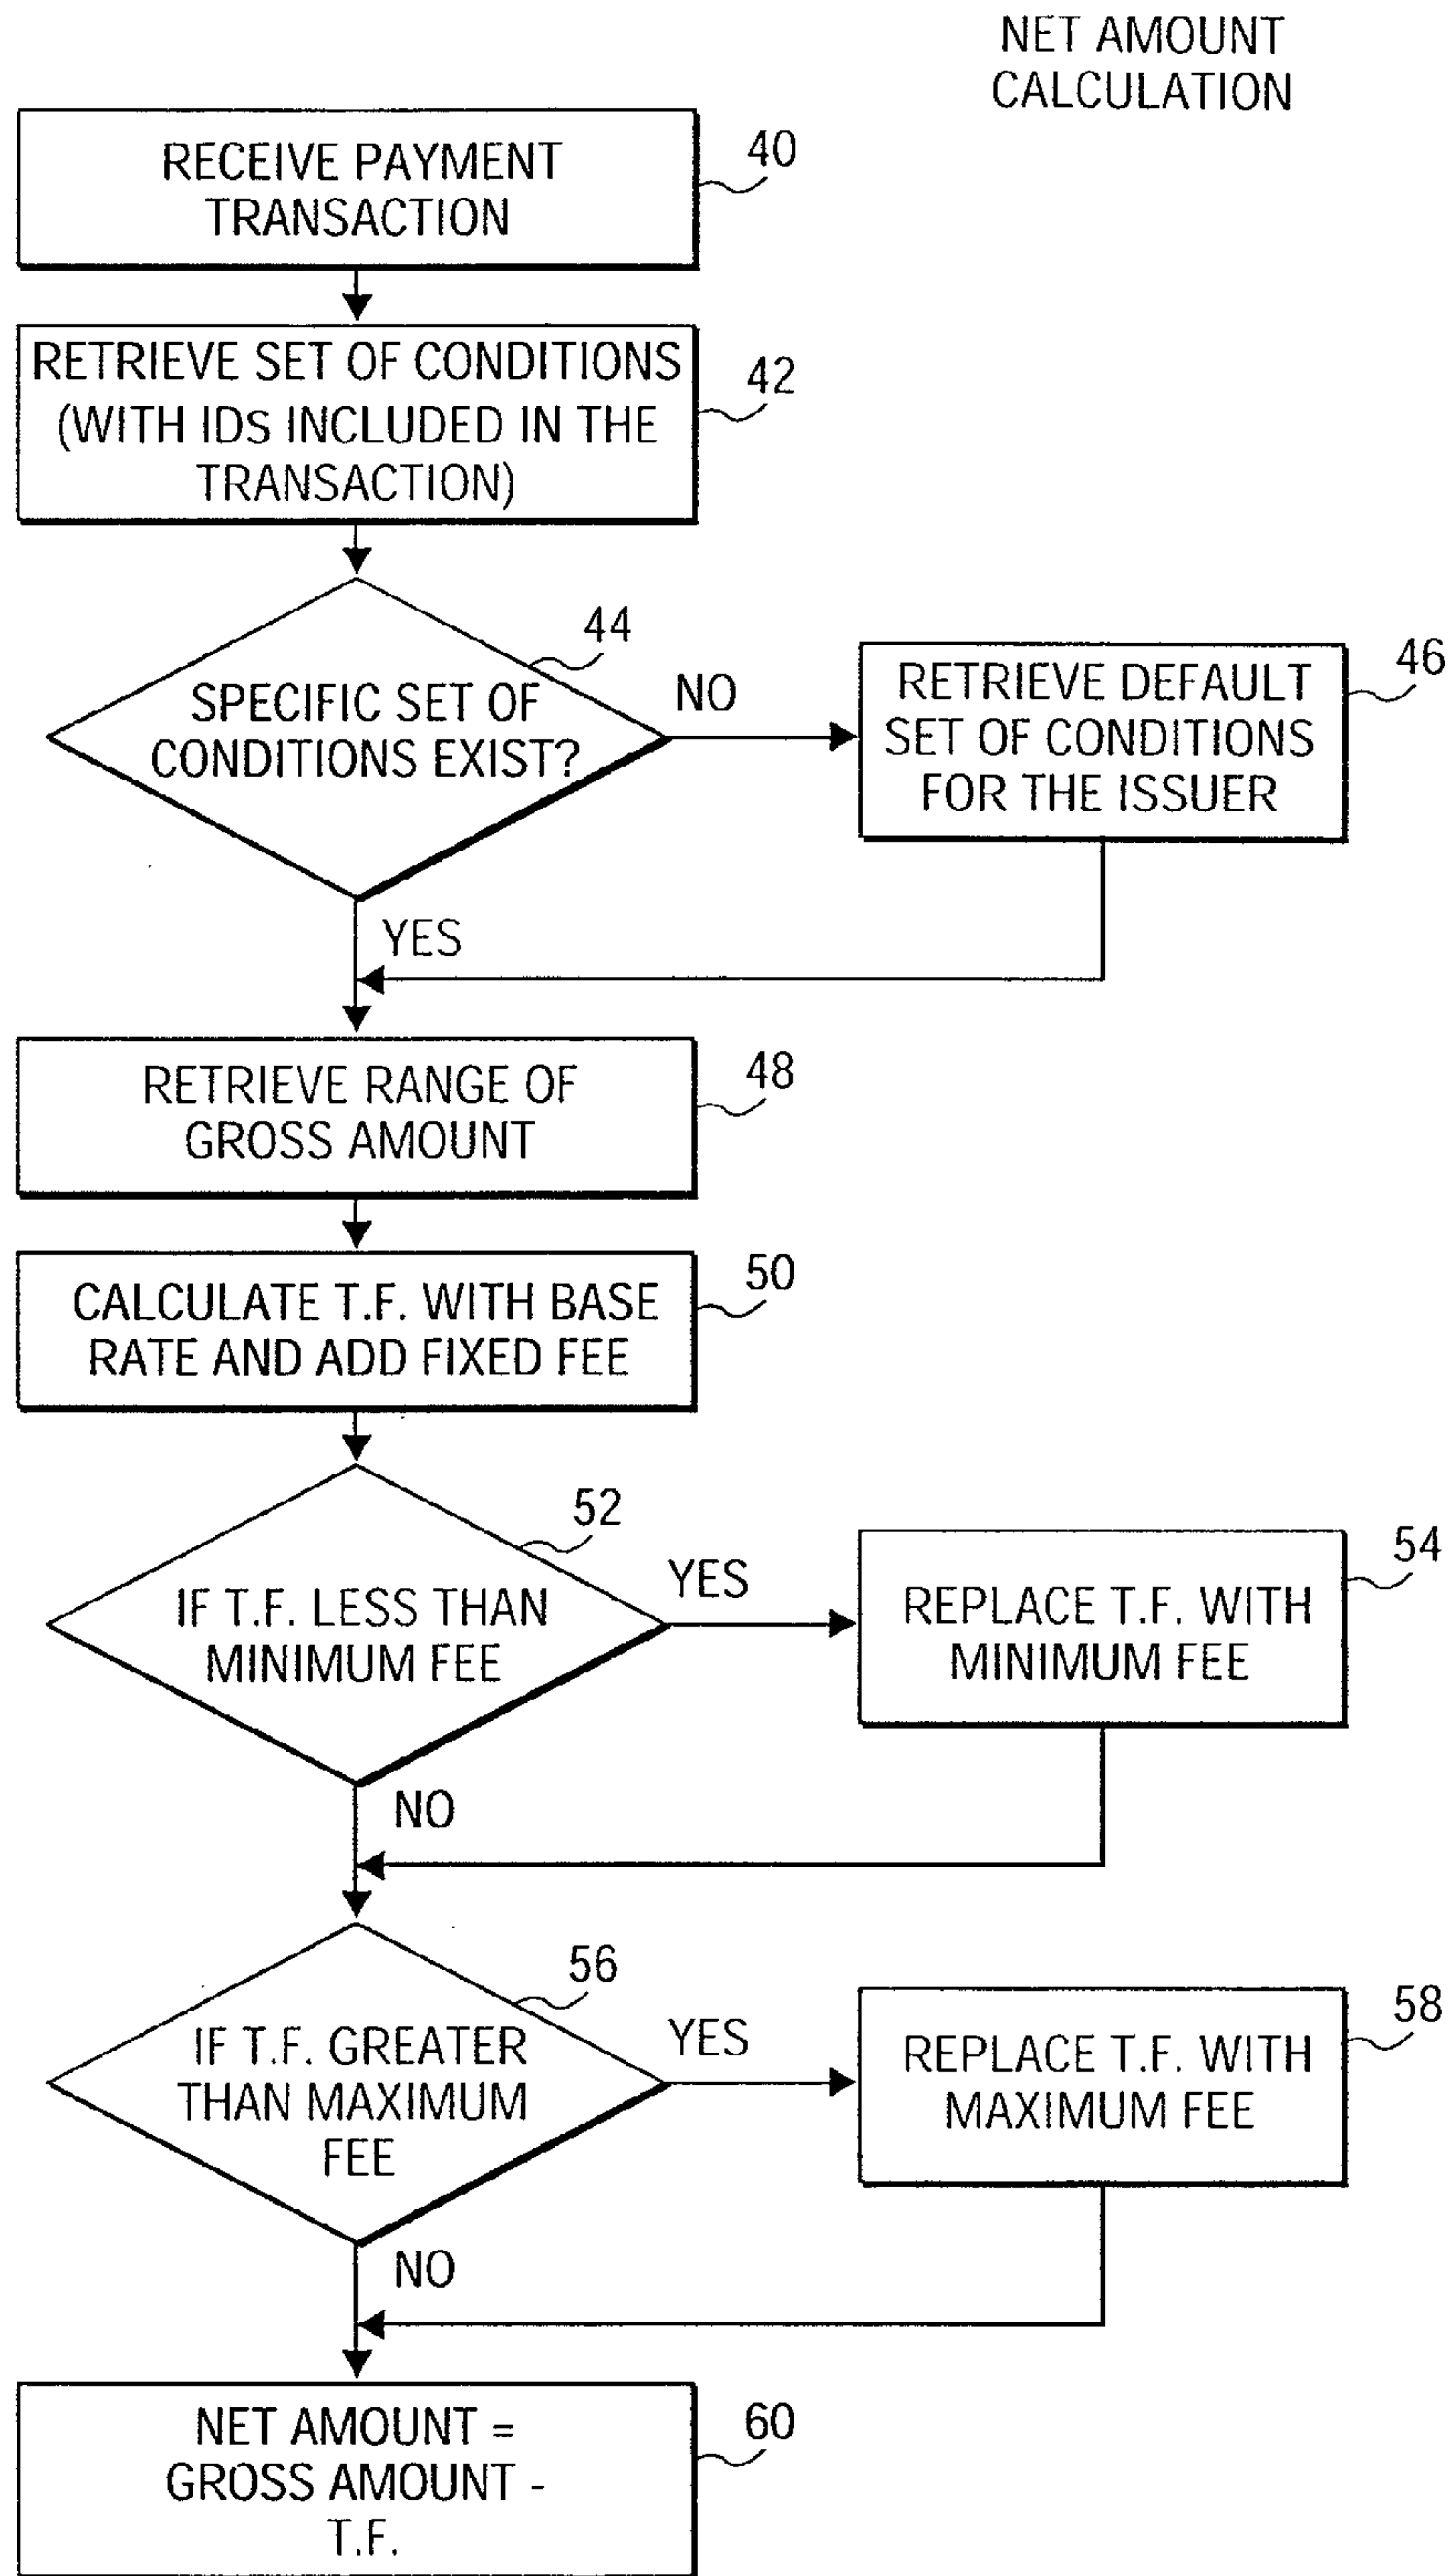 NET AMOUNT
CALCULATION
RECEIVE PAYMENT
TRANSACTION
40
RETRIEVE SET OF CONDITIONS
(WITH IDs INCLUDED IN THE
TRANSACTION)
42
SPECIFIC SET OF
CONDITIONS EXIST?
44
NO
RETRIEVE DEFAULT
SET OF CONDITIONS
FOR THE ISSUER
46
YES
RETRIEVE RANGE OF
GROSS AMOUNT
48
CALCULATE T.F. WITH BASE
RATE AND ADD FIXED FEE
50
IF T.F. LESS THAN
MINIMUM FEE
52
YES
REPLACE T.F. WITH
MINIMUM FEE
54
NO
IF T.F. GREATER
THAN MAXIMUM
FEE
56
YES
REPLACE T.F. WITH
MAXIMUM FEE
58
NO
NET AMOUNT =
GROSS AMOUNT -
T.F.
60